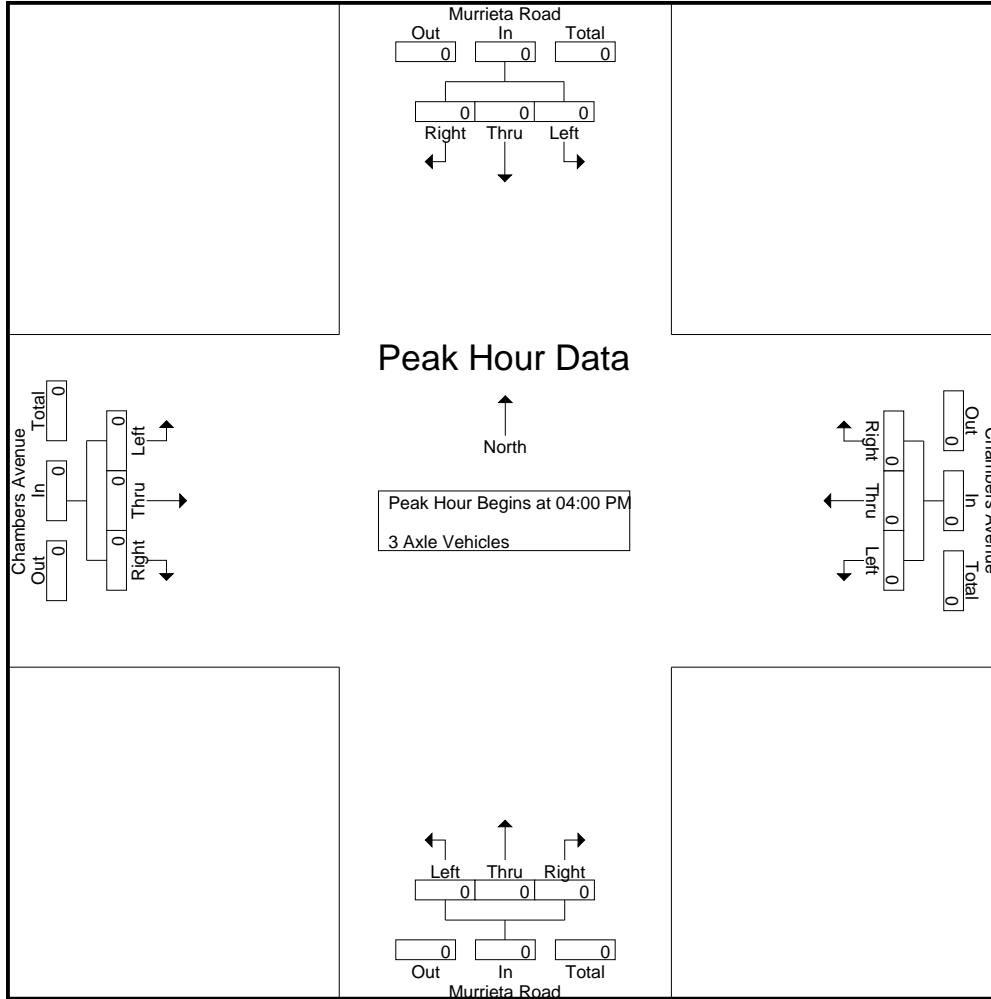 Murrieta Road
Out In Total
0 0 0
0 0 0
Right Thru Left
Peak Hour Data
North
Peak Hour Begins at 04:00 PM
3 Axle Vehicles
Chambers Avenue
Out In Total
0 0 0
0 0 0
Right Thru Left
Chambers Avenue
Out In Total
0 0 0
0 0 0
Right Thru Left
Left Thru Right
0 0 0
0 0 0
Out In Total
Murrieta Road